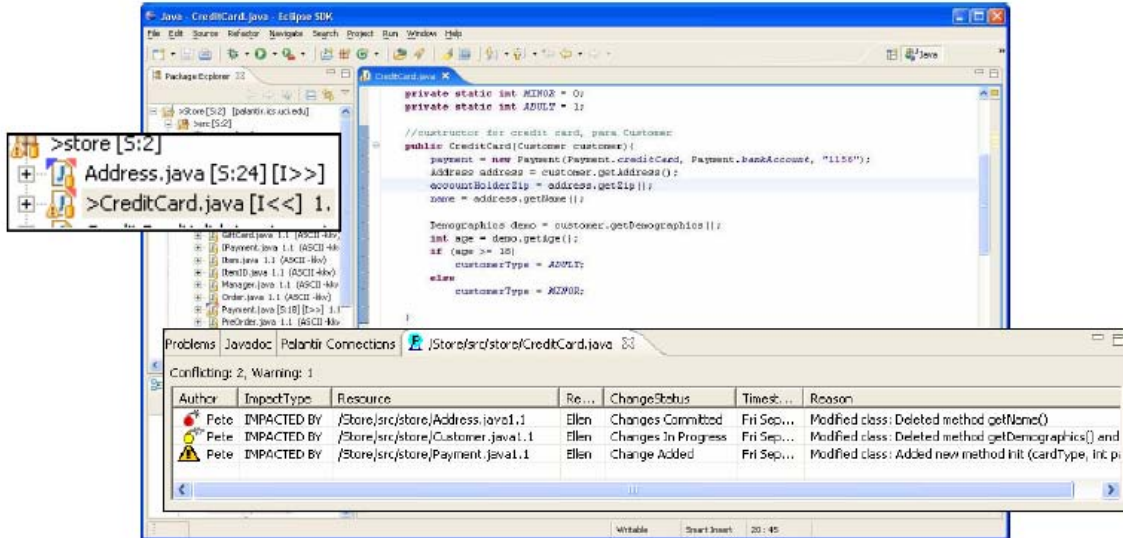 Java - CreditCard.java - Eclipse SDK
File Edit Source Refactor Navigate Search Project Run Window Help
Java
Package Explorer
CreditCard.java
>Store [S:2] [palantir.ics.uci.edu]
>src [S:2]
>store [S:2]
Address.java [S:24] [I>>]
>CreditCard.java [I<<] 1.
GiftCard.java 1.1 (ASCII -kkv)
IPayment.java 1.1 (ASCII -kkv)
Item.java 1.1 (ASCII -kkv)
ItemID.java 1.1 (ASCII -kkv)
Manager.java 1.1 (ASCII -kkv)
Order.java 1.1 (ASCII -kkv)
Payment.java [S:18] [I>>] 1.1
PreOrder.java 1.1 (ASCII -kkv)
private static int MINOR = 0;
private static int ADULT = 1;
//custructor for credit card, para Customer
public CreditCard(Customer customer){
payment = new Payment(Payment.creditCard, Payment.bankAccount, "1156");
Address address = customer.getAddress();
accountHolderZip = address.getZip();
name = address.getName();
Demographics demo = customer.getDemographics();
int age = demo.getAge();
if (age >= 18)
customerType = ADULT;
else
customerType = MINOR;
}
Problems Javadoc Palantír Connections /Store/src/store/CreditCard.java
Conflicting: 2, Warning: 1
Author ImpactType Resource Re... ChangeStatus Timest... Reason
Pete IMPACTED BY /Store/src/store/Address.java1.1 Ellen Changes Committed Fri Sep... Modified class: Deleted method getName()
Pete IMPACTED BY /Store/src/store/Customer.java1.1 Ellen Changes In Progress Fri Sep... Modified class: Deleted method getDemographics() and
Pete IMPACTED BY /Store/src/store/Payment.java1.1 Ellen Change Added Fri Sep... Modified class: Added new method init (cardType, int pa
Writable Smart Insert 20 : 45